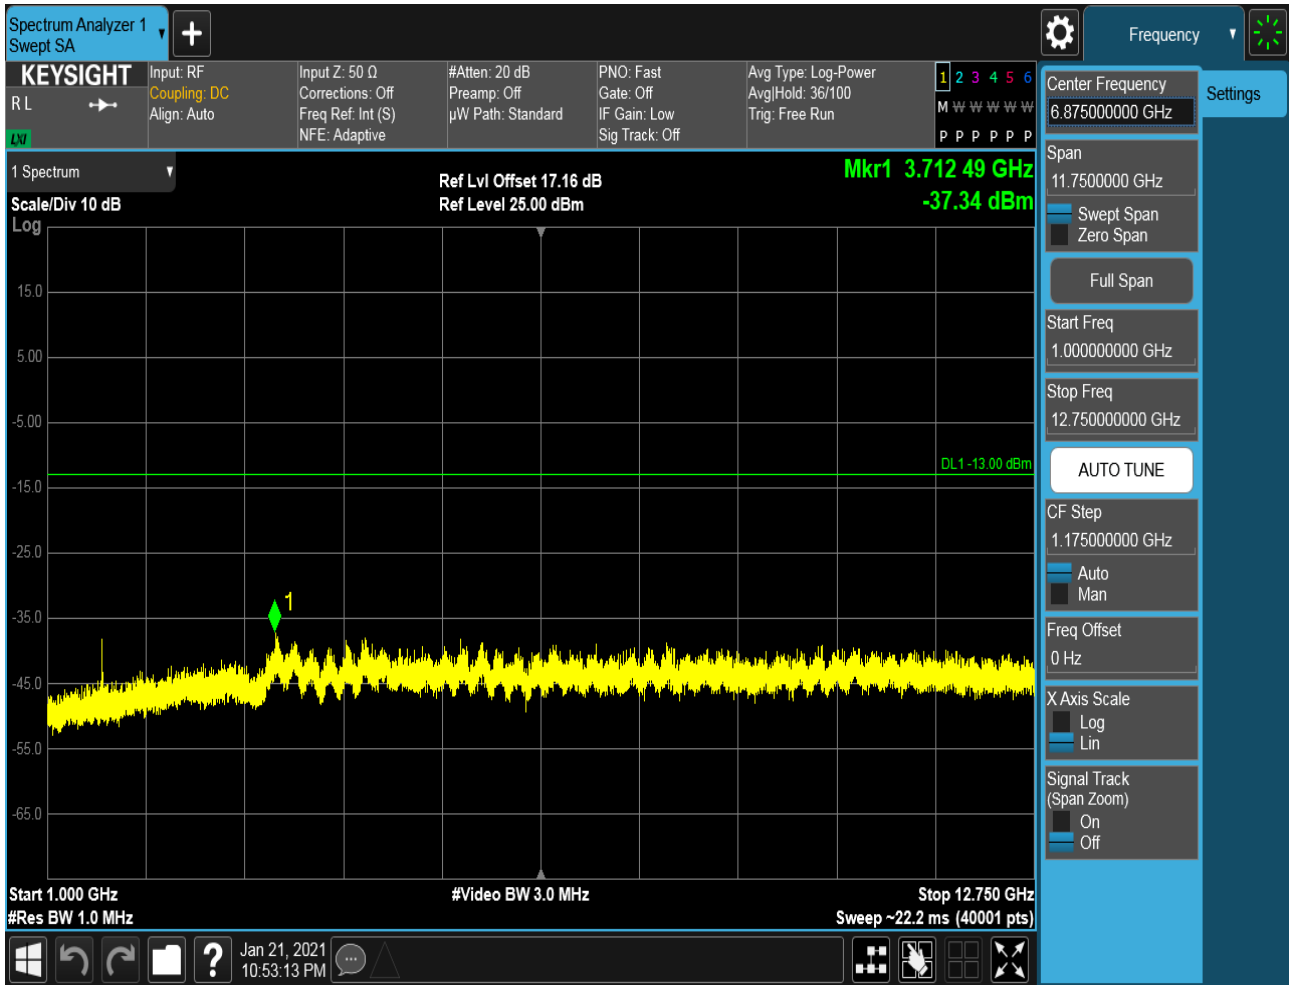 Spectrum Analyzer 1
Swept SA
Frequency
KEYSIGHT
R L
LXI
Input: RF
Coupling: DC
Align: Auto
Input Z: 50 Ω
Corrections: Off
Freq Ref: Int (S)
NFE: Adaptive
#Atten: 20 dB
Preamp: Off
µW Path: Standard
PNO: Fast
Gate: Off
IF Gain: Low
Sig Track: Off
Avg Type: Log-Power
Avg|Hold: 36/100
Trig: Free Run
1 2 3 4 5 6
M W W W W W
P P P P P P
1 Spectrum
Scale/Div 10 dB
Log
Ref Lvl Offset 17.16 dB
Ref Level 25.00 dBm
Mkr1 3.712 49 GHz
-37.34 dBm
15.0
5.00
-5.00
DL1 -13.00 dBm
-15.0
-25.0
1
-35.0
-45.0
-55.0
-65.0
Start 1.000 GHz
#Res BW 1.0 MHz
#Video BW 3.0 MHz
Stop 12.750 GHz
Sweep ~22.2 ms (40001 pts)
?
Jan 21, 2021
10:53:13 PM
Center Frequency
6.875000000 GHz
Settings
Span
11.7500000 GHz
Swept Span
Zero Span
Full Span
Start Freq
1.000000000 GHz
Stop Freq
12.750000000 GHz
AUTO TUNE
CF Step
1.175000000 GHz
Auto
Man
Freq Offset
0 Hz
X Axis Scale
Log
Lin
Signal Track
(Span Zoom)
On
Off